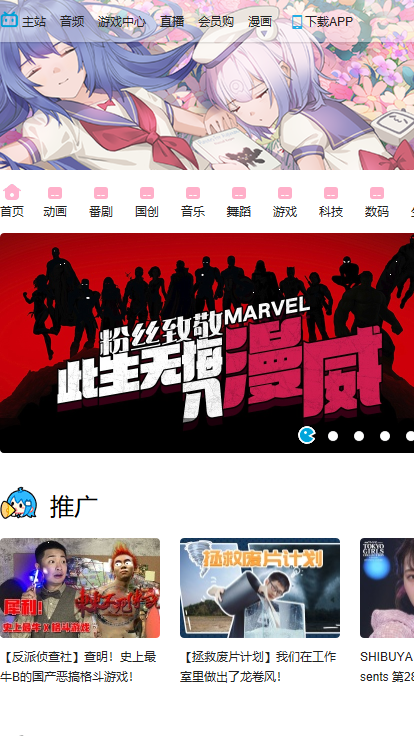 主站 音频 游戏中心 直播 会员购 漫画 下载APP
首页 动画 番剧 国创 音乐 舞蹈 游戏 科技 数码
粉丝致敬MARVEL
此生无悔入漫威
推广
犀利!
史上最牛X格斗游戏
拯救废片计划
TOKYO
GIRLS
【反派侦查社】查明！史上最
牛B的国产恶搞格斗游戏！
【拯救废片计划】我们在工作
室里做出了龙卷风！
SHIBUYA
sents 第28